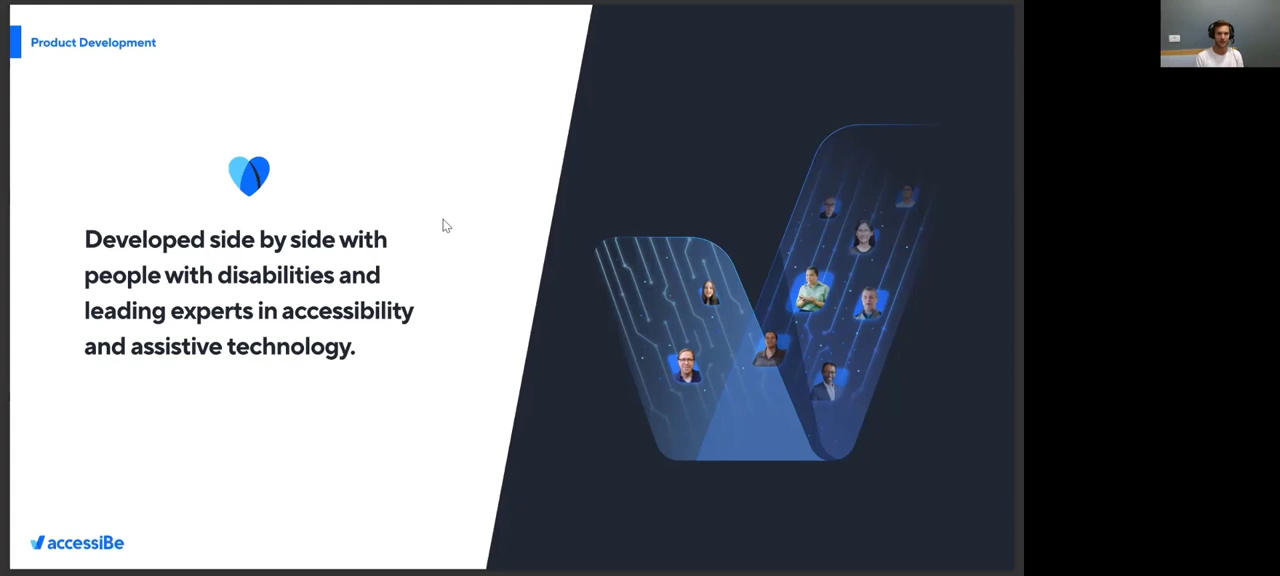 Product Development
Developed side by side with
people with disabilities and
leading experts in accessibility
and assistive technology.
accessiBe